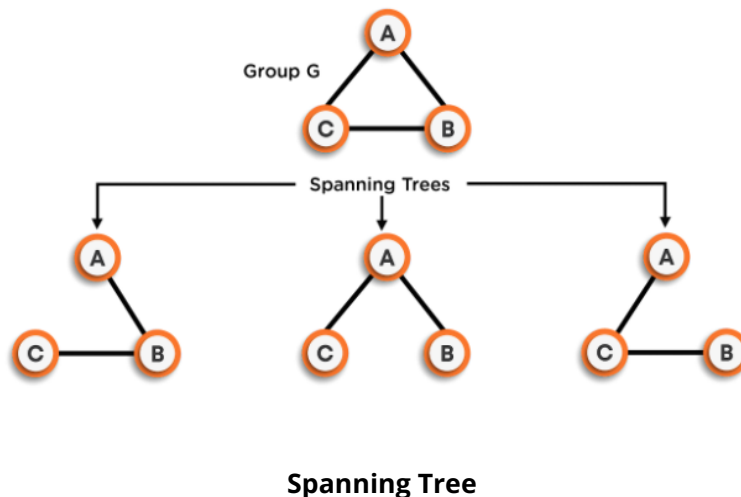 A
Group G
C B
Spanning Trees
A A A
C B C B C B
Spanning Tree